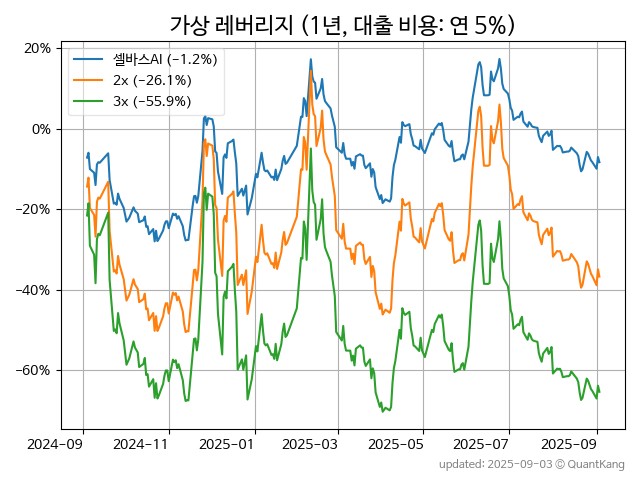 가상 레버리지 (1년, 대출 비용: 연 5%)
20%
0%
−20%
−40%
−60%
셀바스AI (−1.2%)
2x (−26.1%)
3x (−55.9%)
2024-09 2024-11 2025-01 2025-03 2025-05 2025-07 2025-09
updated: 2025-09-03 ⓒ QuantKang